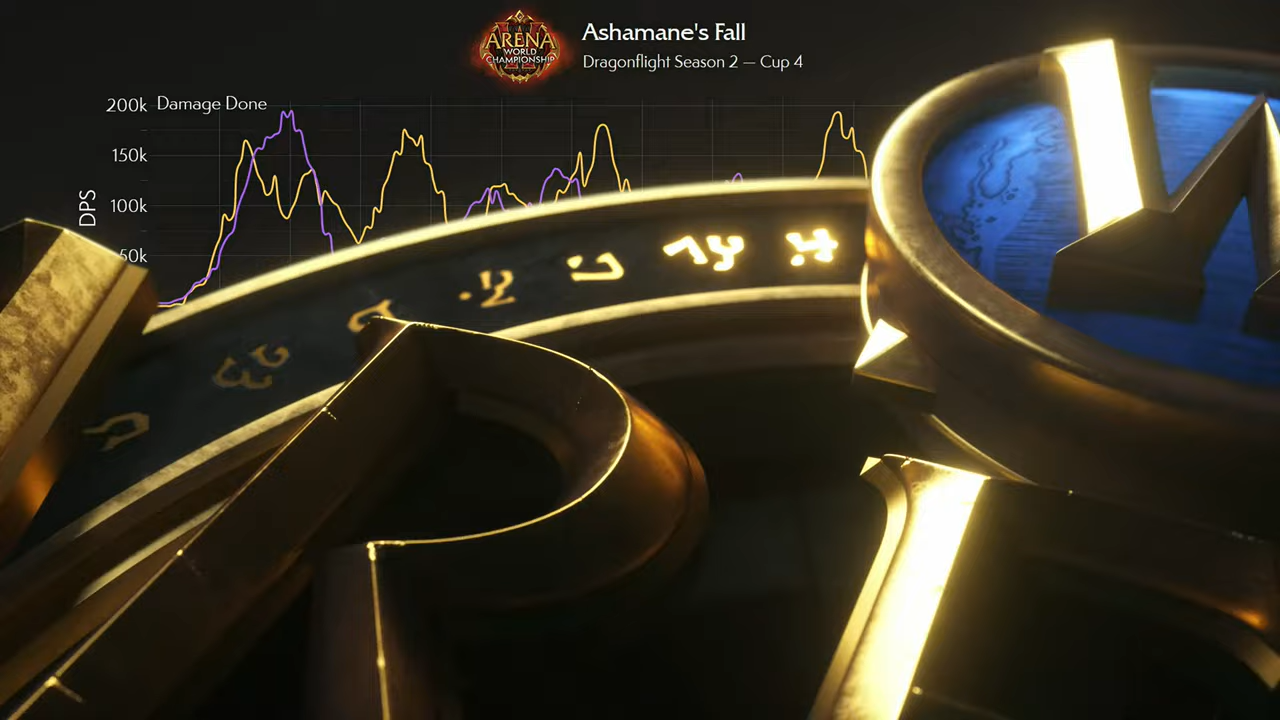 ARENA
WORLD
CHAMPIONSHIP
Ashamane's Fall
Dragonflight Season 2 — Cup 4
200k Damage Done
150k
100k
50k
DPS